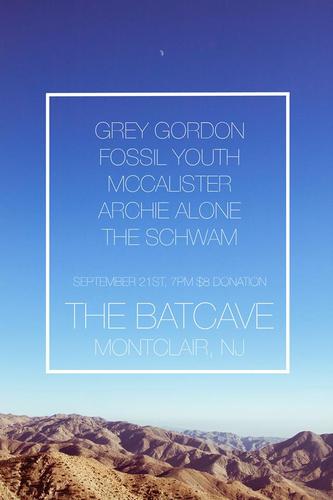 GREY GORDON
FOSSIL YOUTH
MCCALISTER
ARCHIE ALONE
THE SCHWAM
SEPTEMBER 21ST, 7PM $8 DONATION
THE BATCAVE
MONTCLAIR, NJ